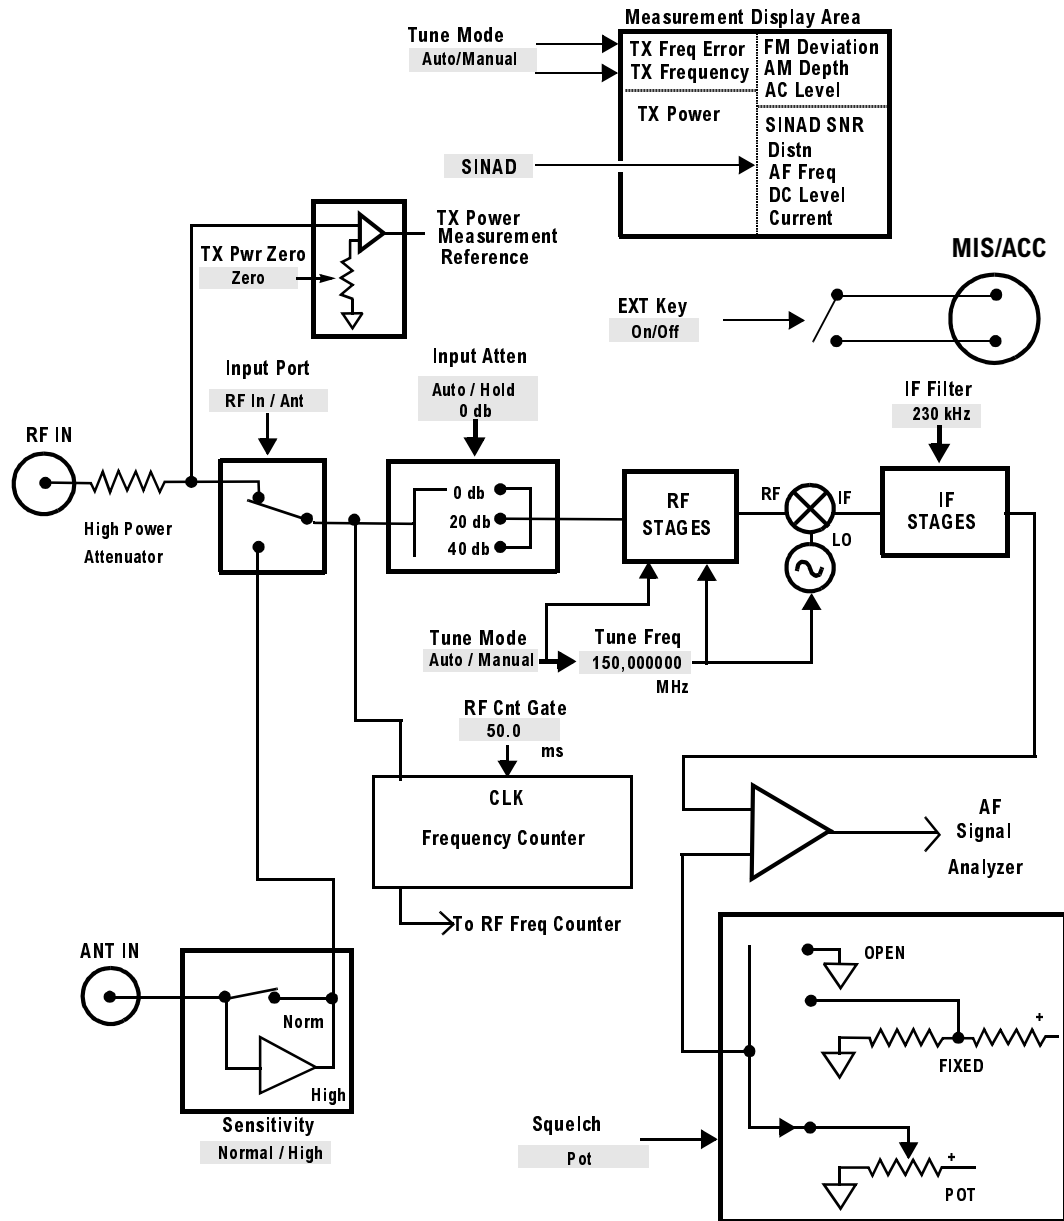 Measurement Display Area
Tune Mode
Auto/Manual
TX Freq Error
TX Frequency
TX Power
FM Deviation
AM Depth
AC Level
SINAD SNR
Distn
AF Freq
DC Level
Current
SINAD
TX Power
Measurement
Reference
TX Pwr Zero
Zero
MIS/ACC
EXT Key
On/Off
Input Port
RF In / Ant
Input Atten
Auto / Hold
0 db
IF Filter
230 kHz
RF IN
High Power
Attenuator
0 db
20 db
40 db
RF
STAGES
RF
IF
LO
IF
STAGES
Tune Mode
Auto / Manual
Tune Freq
150,000000
MHz
RF Cnt Gate
50.0
ms
CLK
Frequency Counter
To RF Freq Counter
AF
Signal
Analyzer
ANT IN
Norm
High
Sensitivity
Normal / High
Squelch
Pot
OPEN
+
FIXED
+
POT